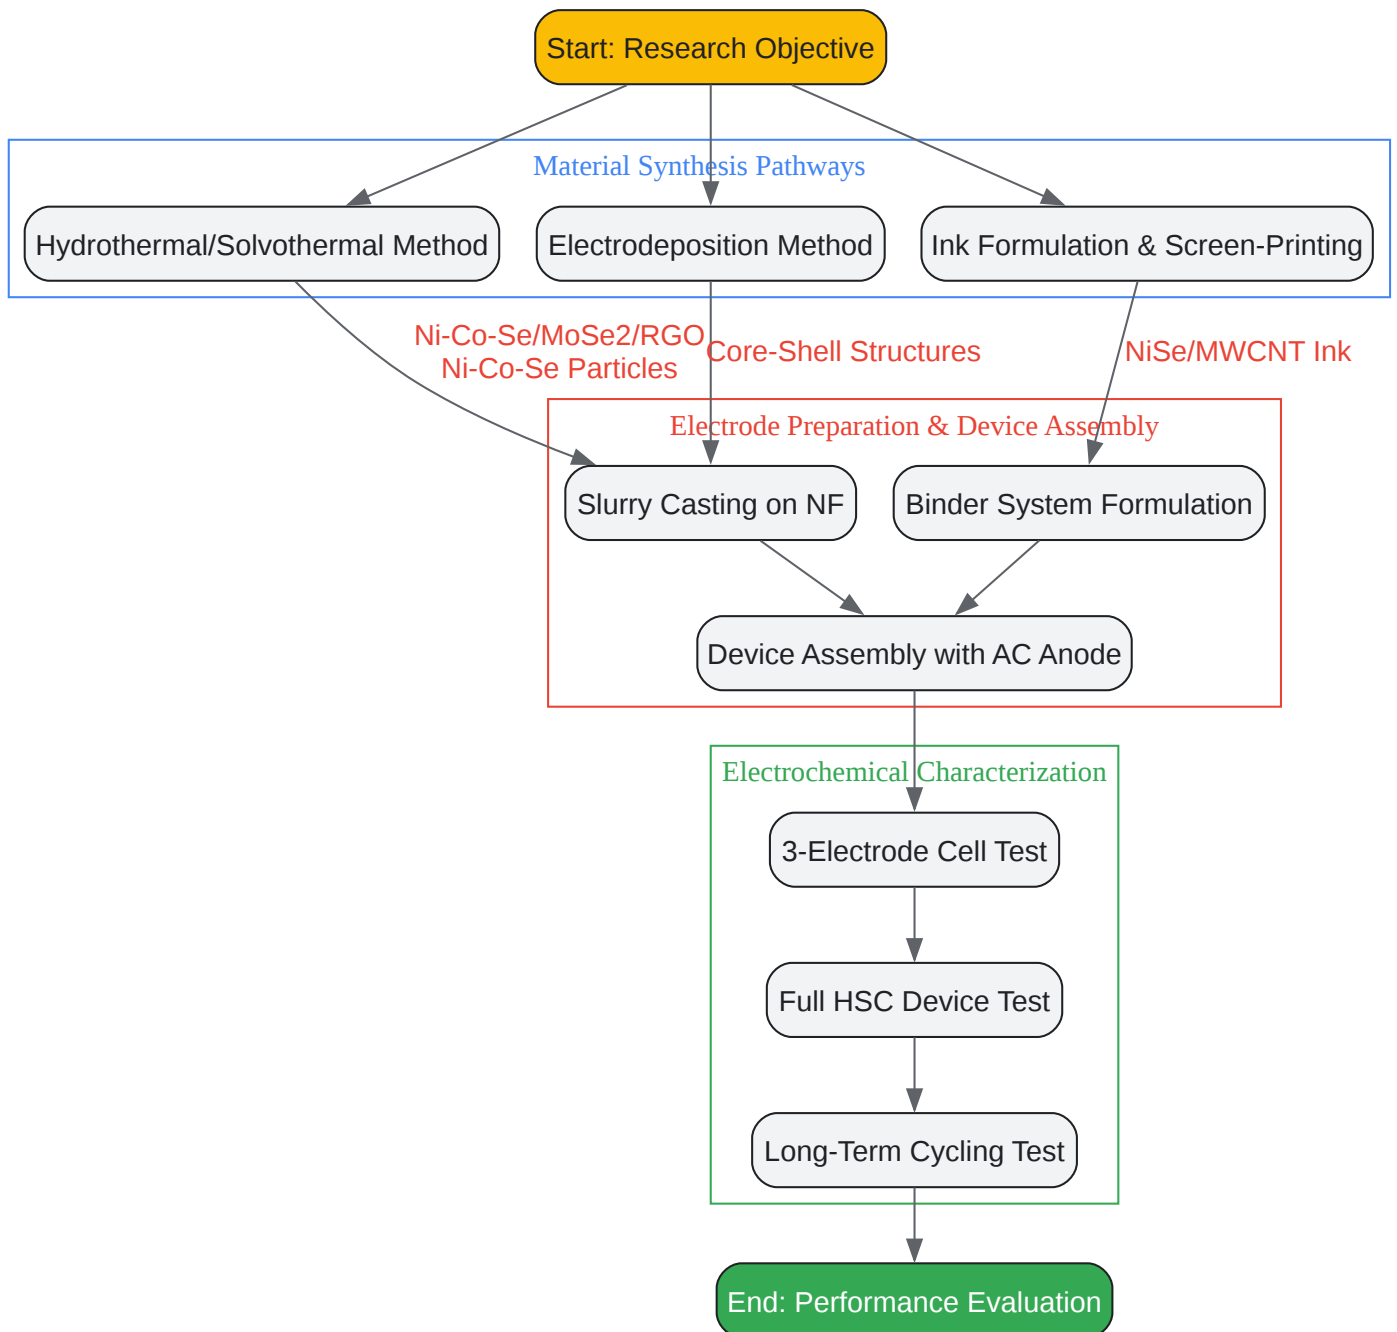 Start: Research Objective
Material Synthesis Pathways
Hydrothermal/Solvothermal Method
Electrodeposition Method
Ink Formulation & Screen-Printing
Ni-Co-Se/MoSe2/RGO
Ni-Co-Se Particles
Core-Shell Structures
NiSe/MWCNT Ink
Electrode Preparation & Device Assembly
Slurry Casting on NF
Binder System Formulation
Device Assembly with AC Anode
Electrochemical Characterization
3-Electrode Cell Test
Full HSC Device Test
Long-Term Cycling Test
End: Performance Evaluation